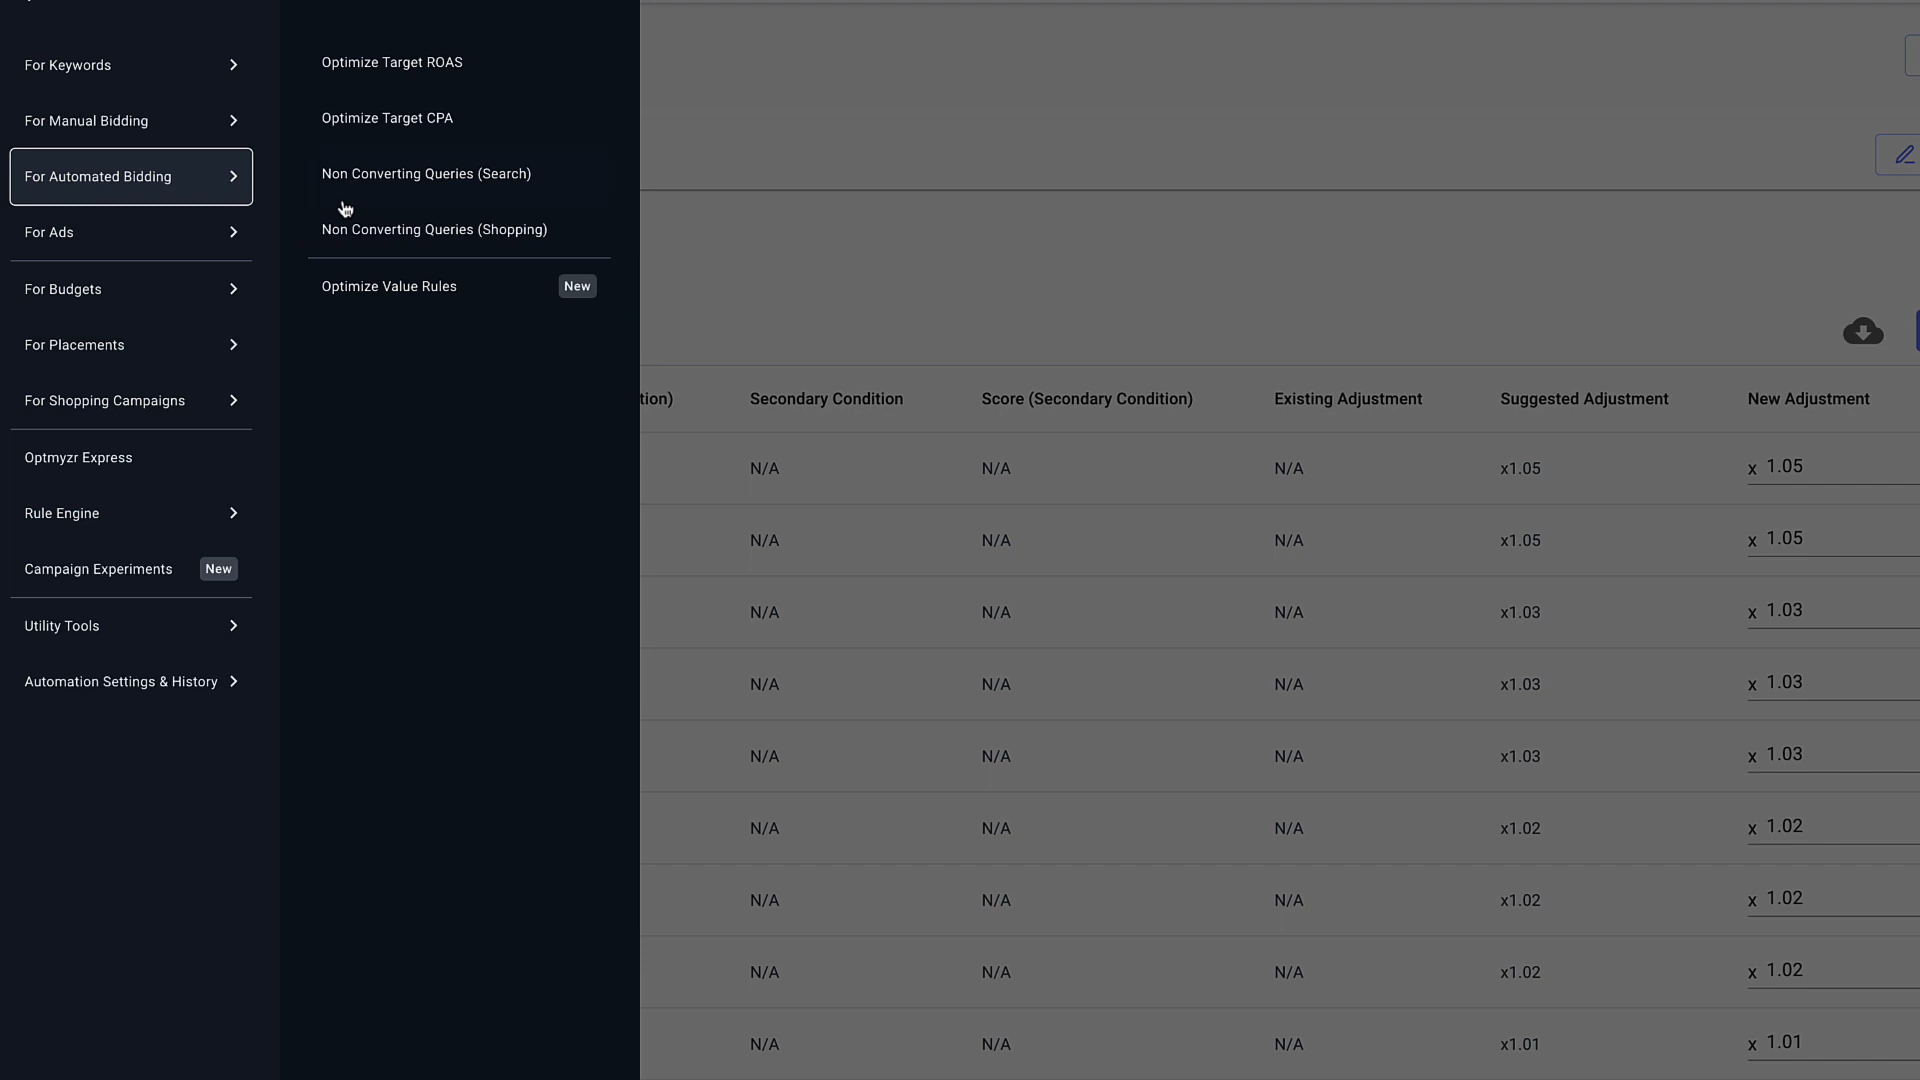 For Keywords
For Manual Bidding
For Automated Bidding
For Ads
For Budgets
For Placements
For Shopping Campaigns
Optmyzr Express
Rule Engine
Campaign Experiments New
Utility Tools
Automation Settings & History
Optimize Target ROAS
Optimize Target CPA
Non Converting Queries (Search)
Non Converting Queries (Shopping)
Optimize Value Rules New
tion) Secondary Condition Score (Secondary Condition) Existing Adjustment Suggested Adjustment New Adjustment
N/A N/A N/A x1.05 x 1.05
N/A N/A N/A x1.05 x 1.05
N/A N/A N/A x1.03 x 1.03
N/A N/A N/A x1.03 x 1.03
N/A N/A N/A x1.03 x 1.03
N/A N/A N/A x1.02 x 1.02
N/A N/A N/A x1.02 x 1.02
N/A N/A N/A x1.02 x 1.02
N/A N/A N/A x1.01 x 1.01